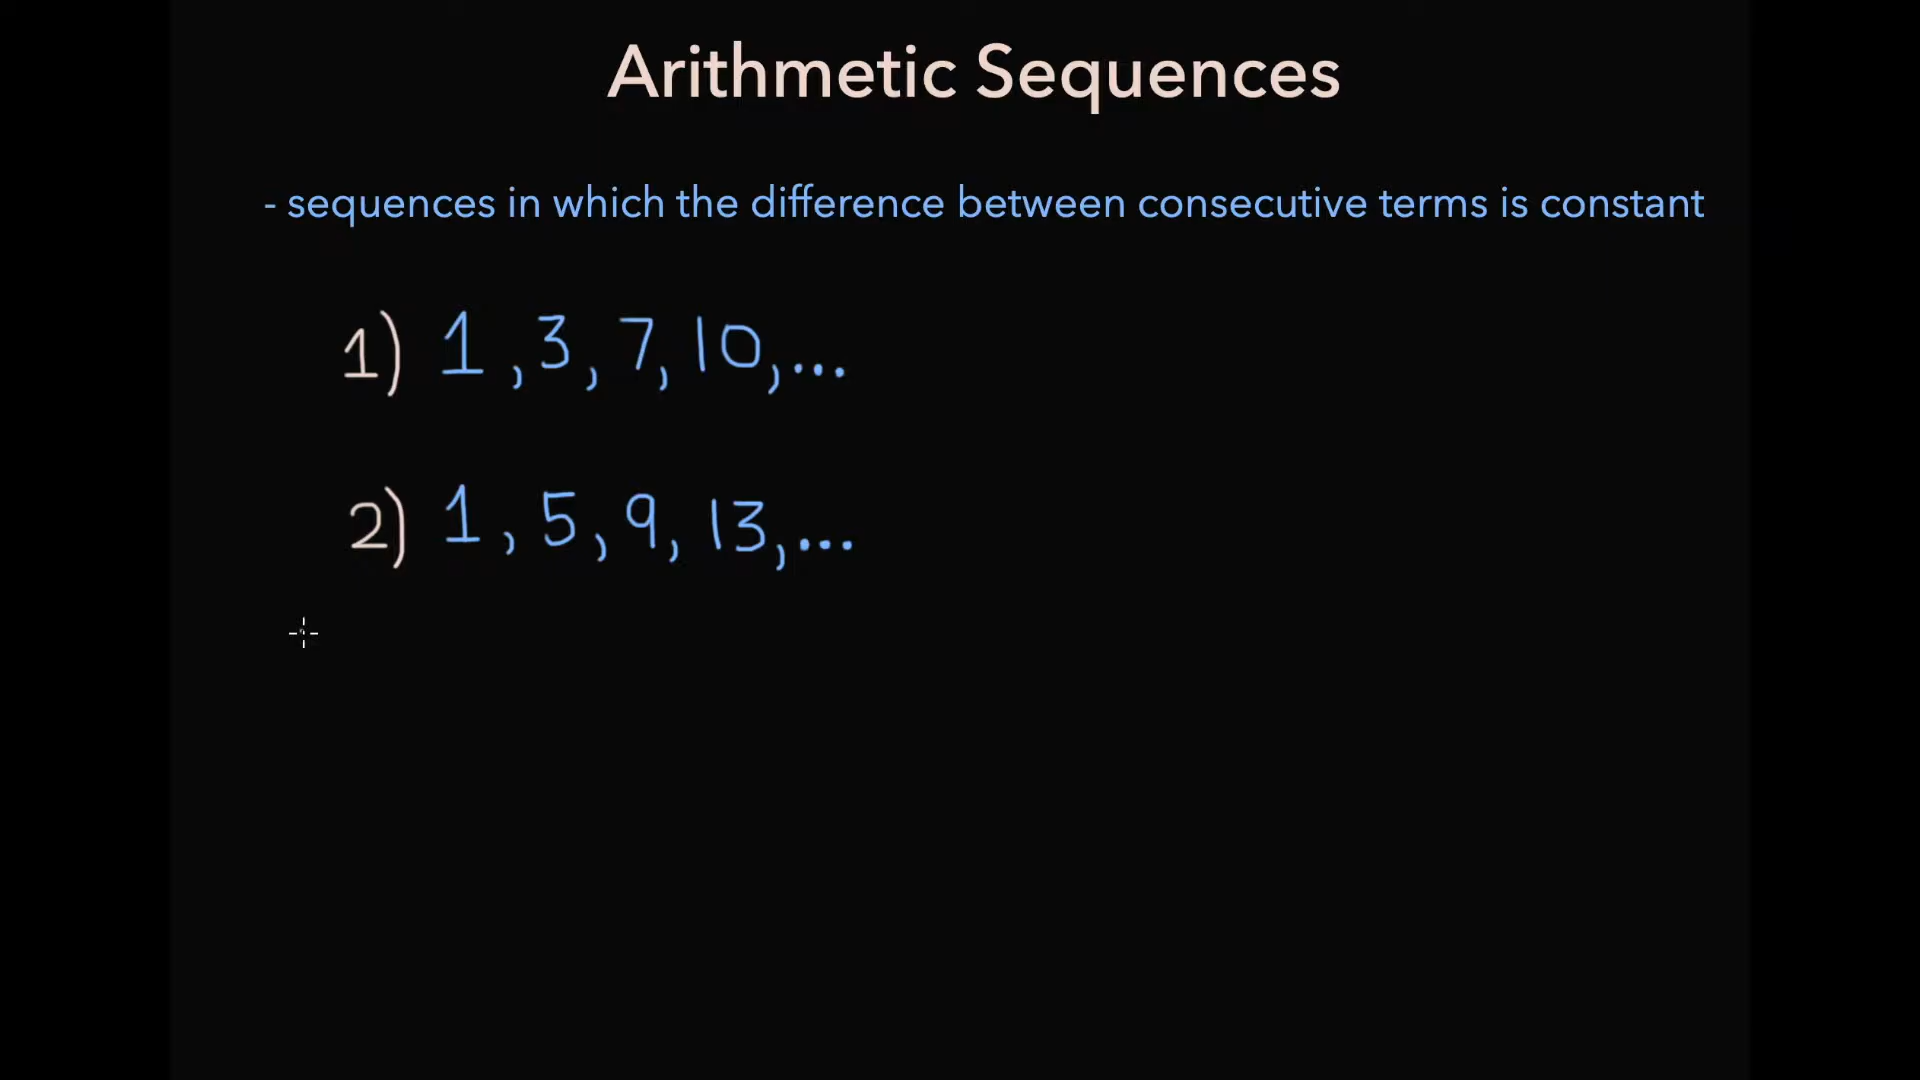 Arithmetic Sequences
- sequences in which the difference between consecutive terms is constant
1) 1, 3, 7, 10, ...
2) 1, 5, 9, 13, ...